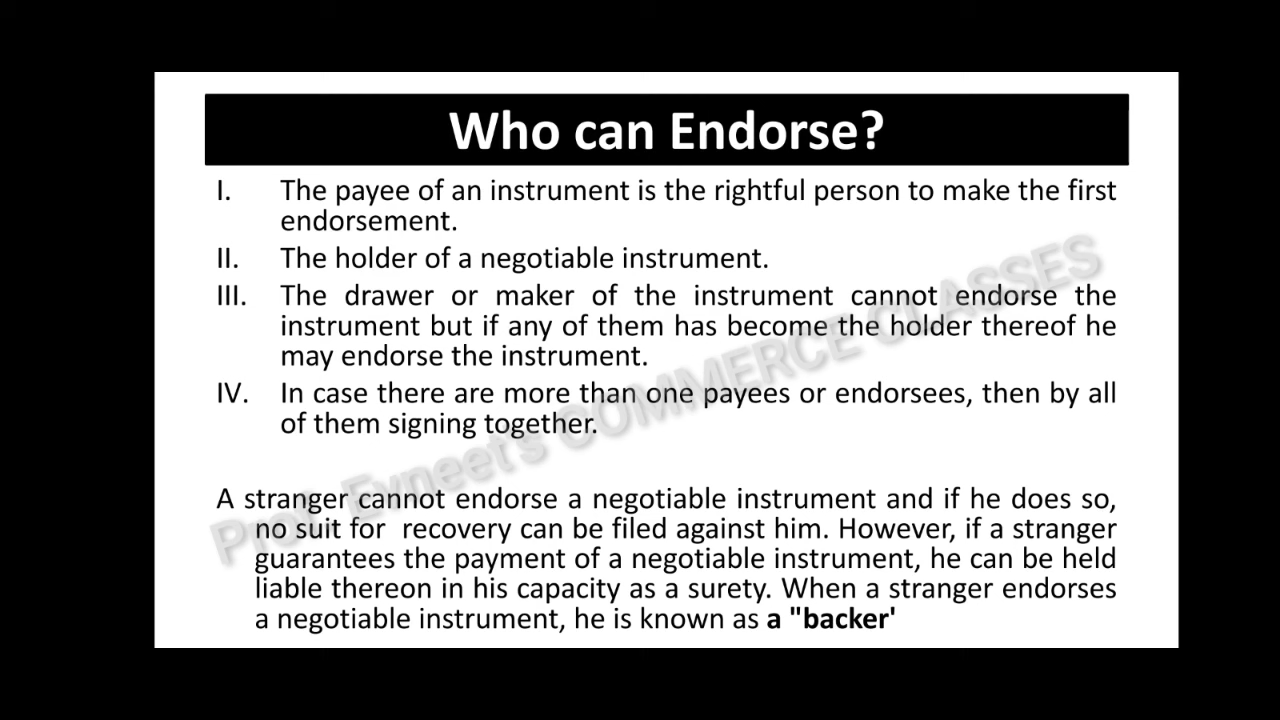 Who can Endorse?
I. The payee of an instrument is the rightful person to make the first
endorsement.
II. The holder of a negotiable instrument.
III. The drawer or maker of the instrument cannot endorse the
instrument but if any of them has become the holder thereof he
may endorse the instrument.
IV. In case there are more than one payees or endorsees, then by all
of them signing together.
A stranger cannot endorse a negotiable instrument and if he does so,
no suit for recovery can be filed against him. However, if a stranger
guarantees the payment of a negotiable instrument, he can be held
liable thereon in his capacity as a surety. When a stranger endorses
a negotiable instrument, he is known as a "backer'
Prof. Evneet's COMMERCE CLASSES